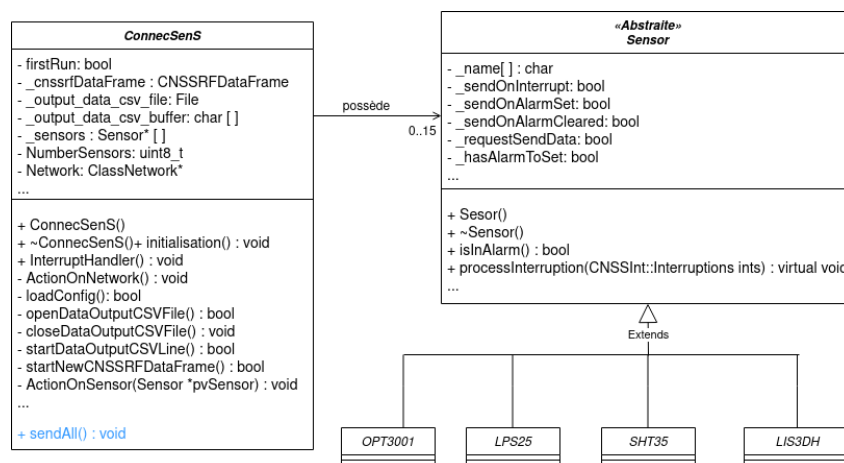 ConnecSenS
- firstRun: bool
- _cnssrfDataFrame : CNSSRFDataFrame
- _output_data_csv_file: File
- _output_data_csv_buffer: char [ ]
- _sensors : Sensor* [ ]
- NumberSensors: uint8_t
- Network: ClassNetwork*
...
+ ConnecSenS()
+ ~ConnecSenS()+ initialisation() : void
+ InterruptHandler() : void
- ActionOnNetwork() : void
- loadConfig(): bool
- openDataOutputCSVFile() : bool
- closeDataOutputCSVFile() : void
- startDataOutputCSVLine() : bool
- startNewCNSSRFDataFrame() : bool
- ActionOnSensor(Sensor *pvSensor) : void
...
+ sendAll() : void
possède
0..15
«Abstraite»
Sensor
- _name[ ] : char
- _sendOnInterrupt: bool
- _sendOnAlarmSet: bool
- _sendOnAlarmCleared: bool
- _requestSendData: bool
- _hasAlarmToSet: bool
...
+ Sesor()
+ ~Sensor()
+ isInAlarm() : bool
+ processInterruption(CNSSInt::Interruptions ints) : virtual void
...
Extends
OPT3001
LPS25
SHT35
LIS3DH